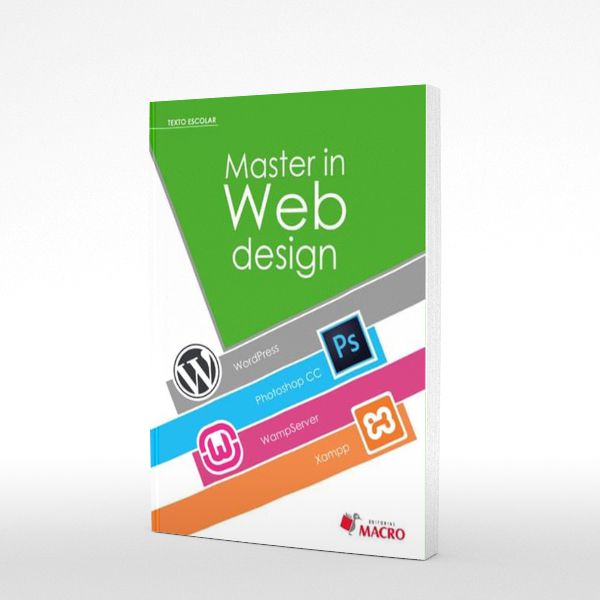 TEXTO ESCOLAR
Master in
Web
design
WordPress
Ps
Photoshop CC
WampServer
Xampp
EDITORIAL
MACRO